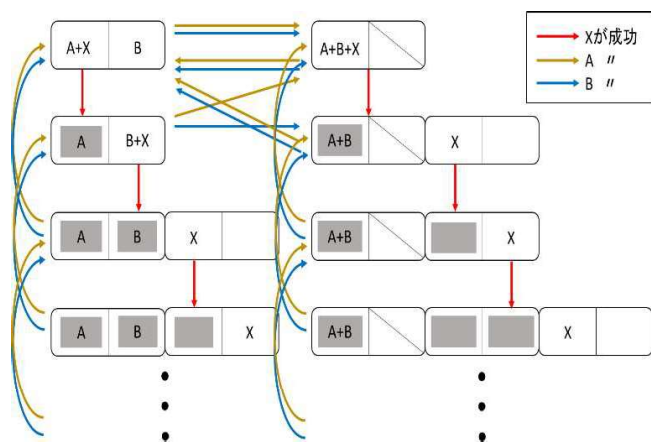 A+X B
A+B+X
Xが成功
A 〃
B 〃
A B+X
A+B X
A B X
A+B X
A B X
A+B X